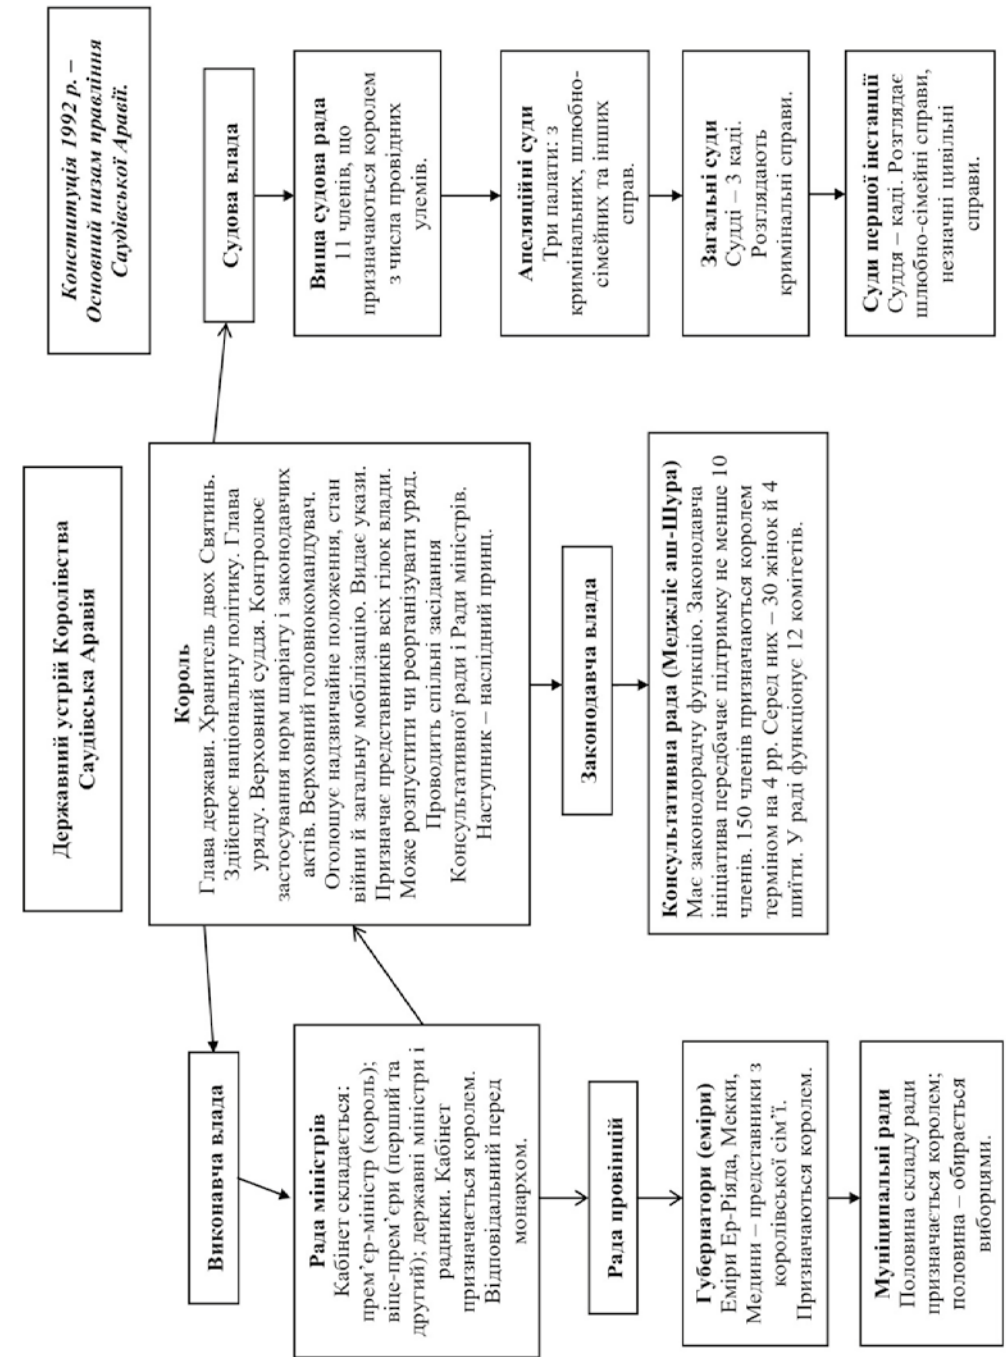 Державний устрій Королівства
Саудівська Аравія
Конституція 1992 р. –
Основний низам правління
Саудівської Аравії.
Король
Глава держави. Хранитель двох Святинь.
Здійснює національну політику. Глава
уряду. Верховний суддя. Контролює
застосування норм шаріату і законодавчих
актів. Верховний головнокомандувач.
Оголошує надзвичайне положення, стан
війни й загальну мобілізацію. Видає укази.
Призначає представників всіх гілок влади.
Може розпустити чи реорганізувати уряд.
Проводить спільні засідання
Консультативної ради і Ради міністрів.
Наступник – наслідний принц.
Виконавча влада
Рада міністрів
Кабінет складається:
прем’єр-міністр (король);
віце-прем’єри (перший та
другий); державні міністри і
радники. Кабінет
призначається королем.
Відповідальний перед
монархом.
Рада провінцій
Губернатори (еміри)
Еміри Ер-Ріяда, Мекки,
Медини – представники з
королівської сім’ї.
Призначаються королем.
Муніципальні ради
Половина складу ради
призначається королем;
половина – обирається
виборцями.
Законодавча влада
Консультативна рада (Меджліс аш-Шура)
Має законодорадчу функцію. Законодавча
ініціатива передбачає підтримку не менше 10
членів. 150 членів призначаються королем
терміном на 4 рр. Серед них – 30 жінок й 4
шиїти. У раді функціонує 12 комітетів.
Судова влада
Вища судова рада
11 членів, що
призначаються королем
з числа провідних
улемів.
Апеляційні суди
Три палати: з
кримінальних, шлюбно-
сімейних та інших
справ.
Загальні суди
Судді – 3 каді.
Розглядають
кримінальні справи.
Суди першої інстанції
Суддя – каді. Розглядає
шлюбно-сімейні справи,
незначні цивільні
справи.